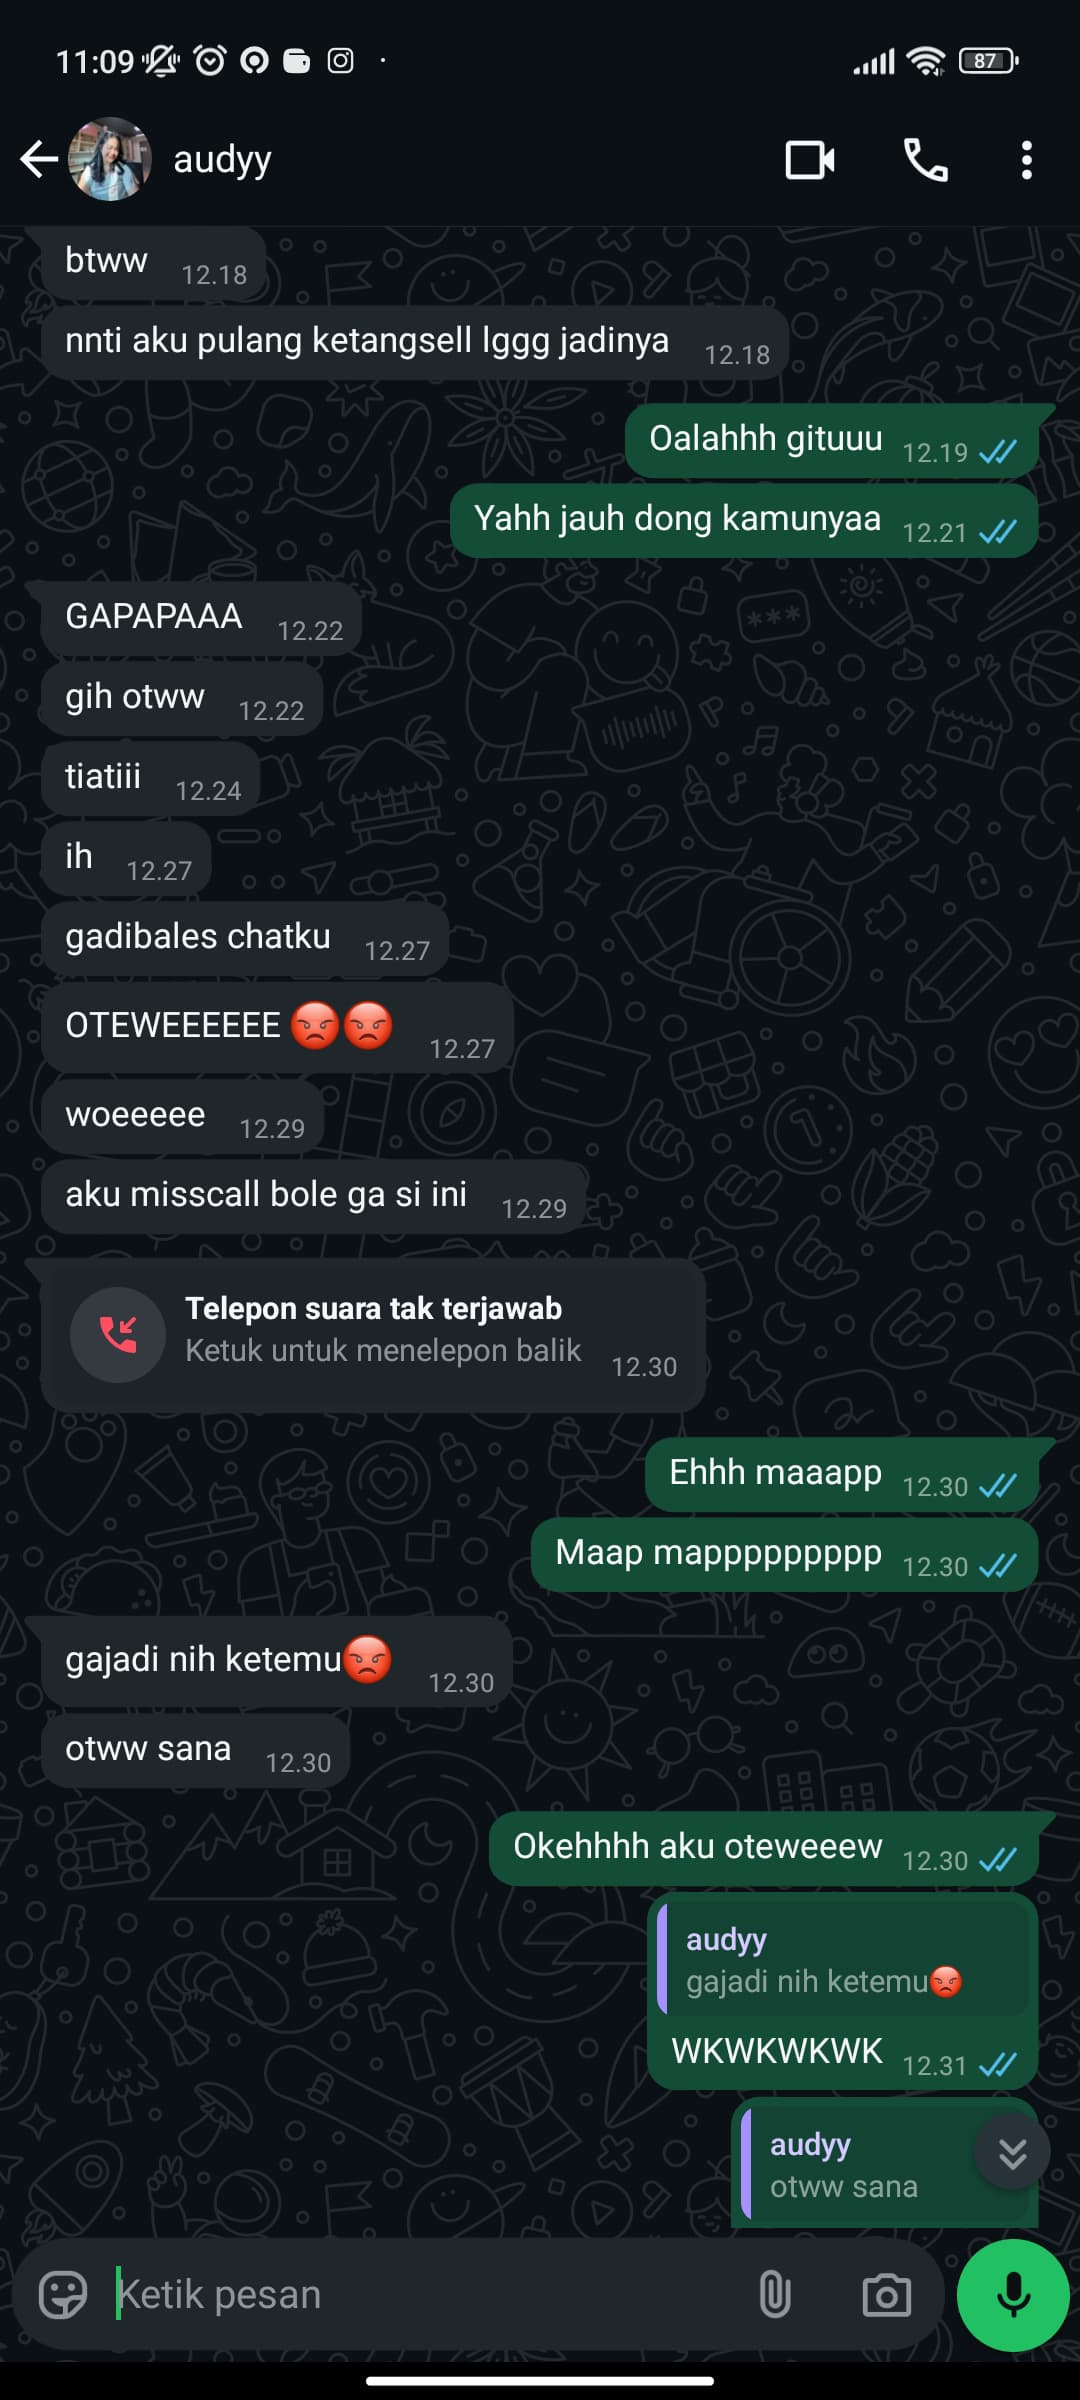 11:09
87
audyy
btww 12.18
nnti aku pulang ketangsell lggg jadinya 12.18
Oalahhh gituuu 12.19
Yahh jauh dong kamunyaa 12.21
GAPAPAAA 12.22
gih otww 12.22
tiatiii 12.24
ih 12.27
gadibales chatku 12.27
OTEWEEEEEE 😡😡 12.27
woeeeee 12.29
aku misscall bole ga si ini 12.29
Telepon suara tak terjawab
Ketuk untuk menelepon balik 12.30
Ehhh maaapp 12.30
Maap mapppppppppp 12.30
gajadi nih ketemu😡 12.30
otww sana 12.30
Okehhhh aku oteweeew 12.30
audyy
gajadi nih ketemu😡
WKWKWKWK 12.31
audyy
otww sana
Ketik pesan